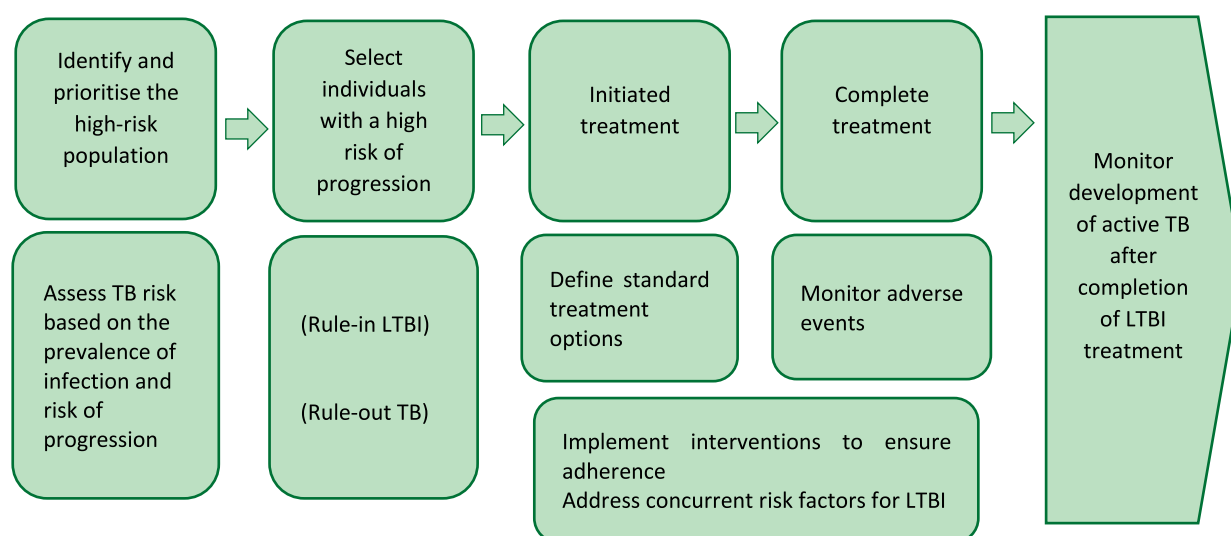 Identify and
prioritise the
high-risk
population
Select
individuals
with a high
risk of
progression
Initiated
treatment
Complete
treatment
Monitor
development
of active TB
after
completion
of LTBI
treatment
Assess TB risk
based on the
prevalence of
infection and
risk of
progression
(Rule-in LTBI)
(Rule-out TB)
Define standard
treatment
options
Monitor adverse
events
Implement interventions to ensure
adherence
Address concurrent risk factors for LTBI